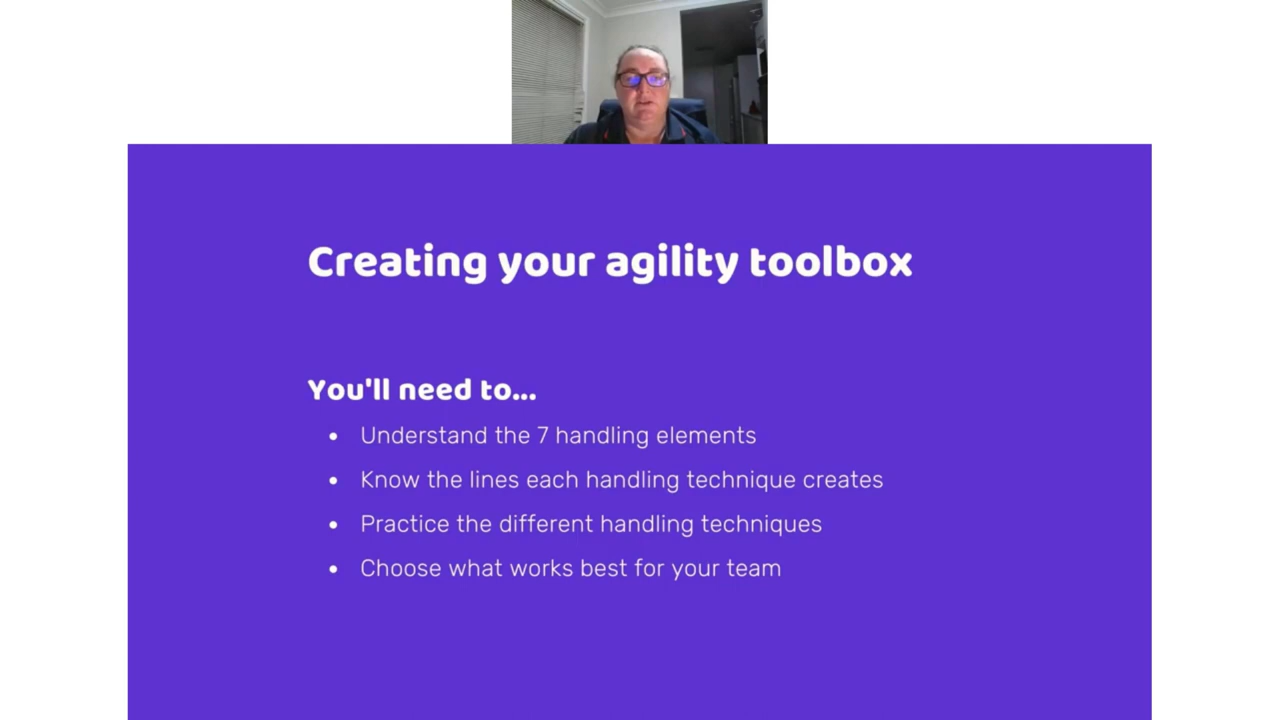 Creating your agility toolbox
You'll need to...
• Understand the 7 handling elements
• Know the lines each handling technique creates
• Practice the different handling techniques
• Choose what works best for your team